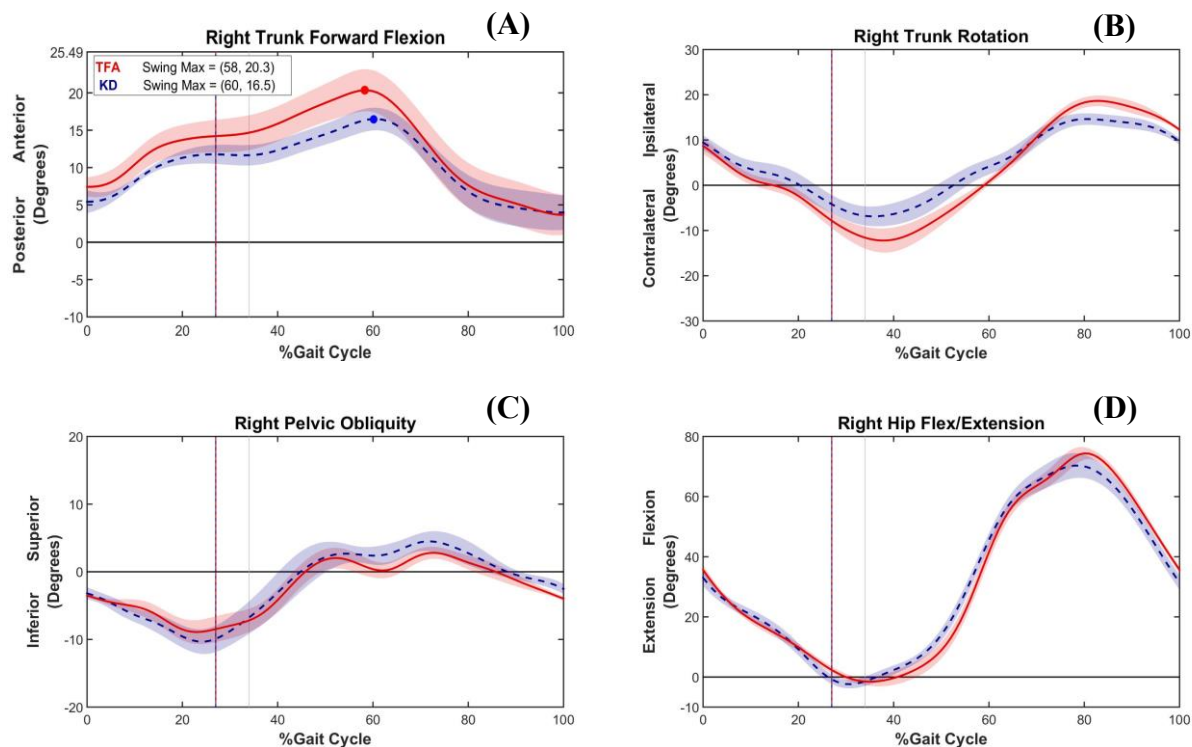 (A)
Right Trunk Forward Flexion
25.49
20
15
10
5
0
-5
-10
Posterior Anterior
(Degrees)
TFA Swing Max = (58, 20.3)
KD Swing Max = (60, 16.5)
0 20 40 60 80 100
%Gait Cycle
(B)
Right Trunk Rotation
30
20
10
0
-10
-20
-30
Contralateral Ipsilateral
(Degrees)
0 20 40 60 80 100
%Gait Cycle
(C)
Right Pelvic Obliquity
20
10
0
-10
-20
Inferior Superior
(Degrees)
0 20 40 60 80 100
%Gait Cycle
(D)
Right Hip Flex/Extension
80
60
40
20
0
-10
Extension Flexion
(Degrees)
0 20 40 60 80 100
%Gait Cycle